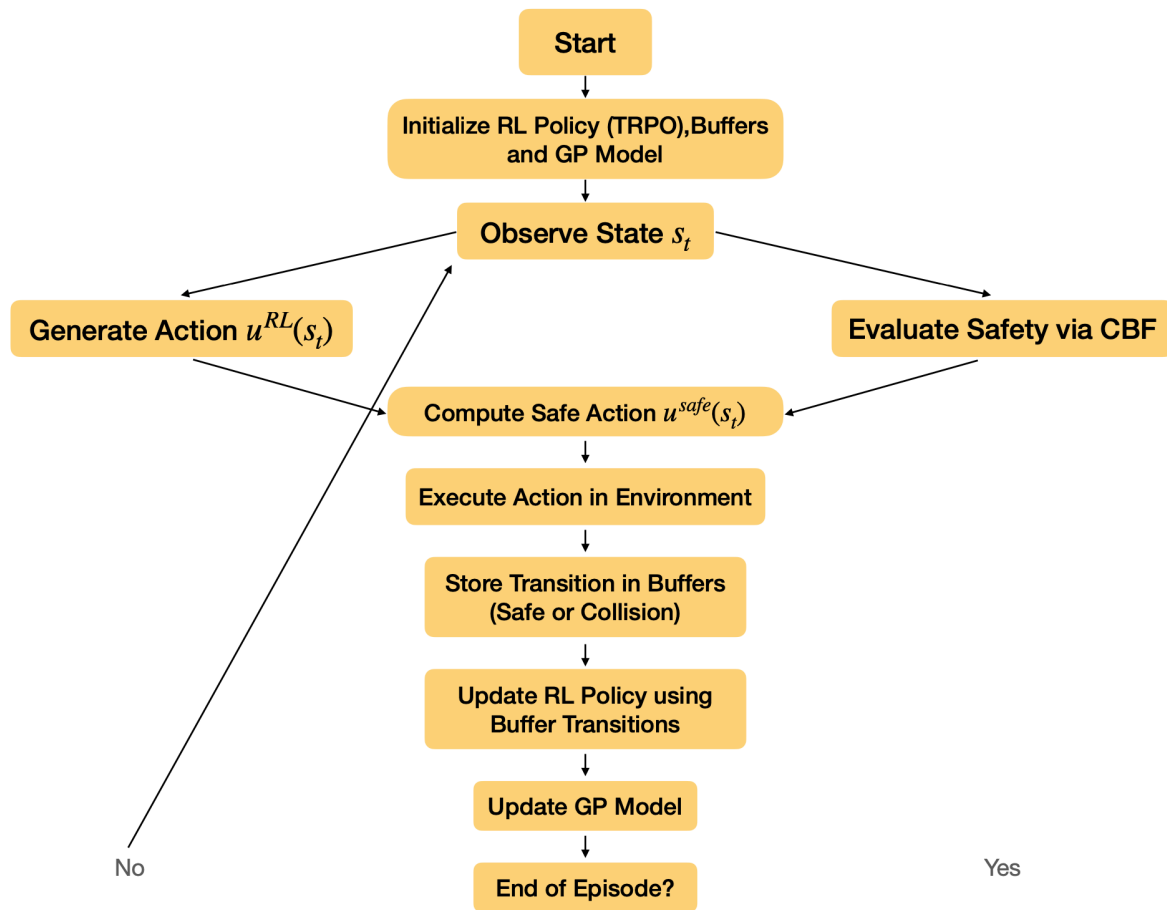 Start
Initialize RL Policy (TRPO),Buffers
and GP Model
Observe State $s_t$
Generate Action $u^{RL}(s_t)$
Evaluate Safety via CBF
Compute Safe Action $u^{safe}(s_t)$
Execute Action in Environment
Store Transition in Buffers
(Safe or Collision)
Update RL Policy using
Buffer Transitions
Update GP Model
No
Yes
End of Episode?